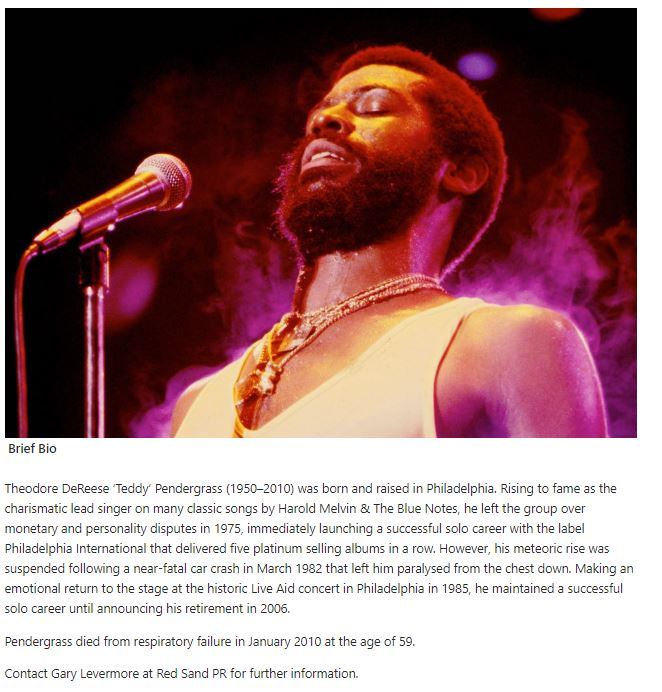 Brief Bio
Theodore DeReese ‘Teddy’ Pendergrass (1950–2010) was born and raised in Philadelphia. Rising to fame as the
charismatic lead singer on many classic songs by Harold Melvin & The Blue Notes, he left the group over
monetary and personality disputes in 1975, immediately launching a successful solo career with the label
Philadelphia International that delivered five platinum selling albums in a row. However, his meteoric rise was
suspended following a near-fatal car crash in March 1982 that left him paralysed from the chest down. Making an
emotional return to the stage at the historic Live Aid concert in Philadelphia in 1985, he maintained a successful
solo career until announcing his retirement in 2006.
Pendergrass died from respiratory failure in January 2010 at the age of 59.
Contact Gary Levermore at Red Sand PR for further information.